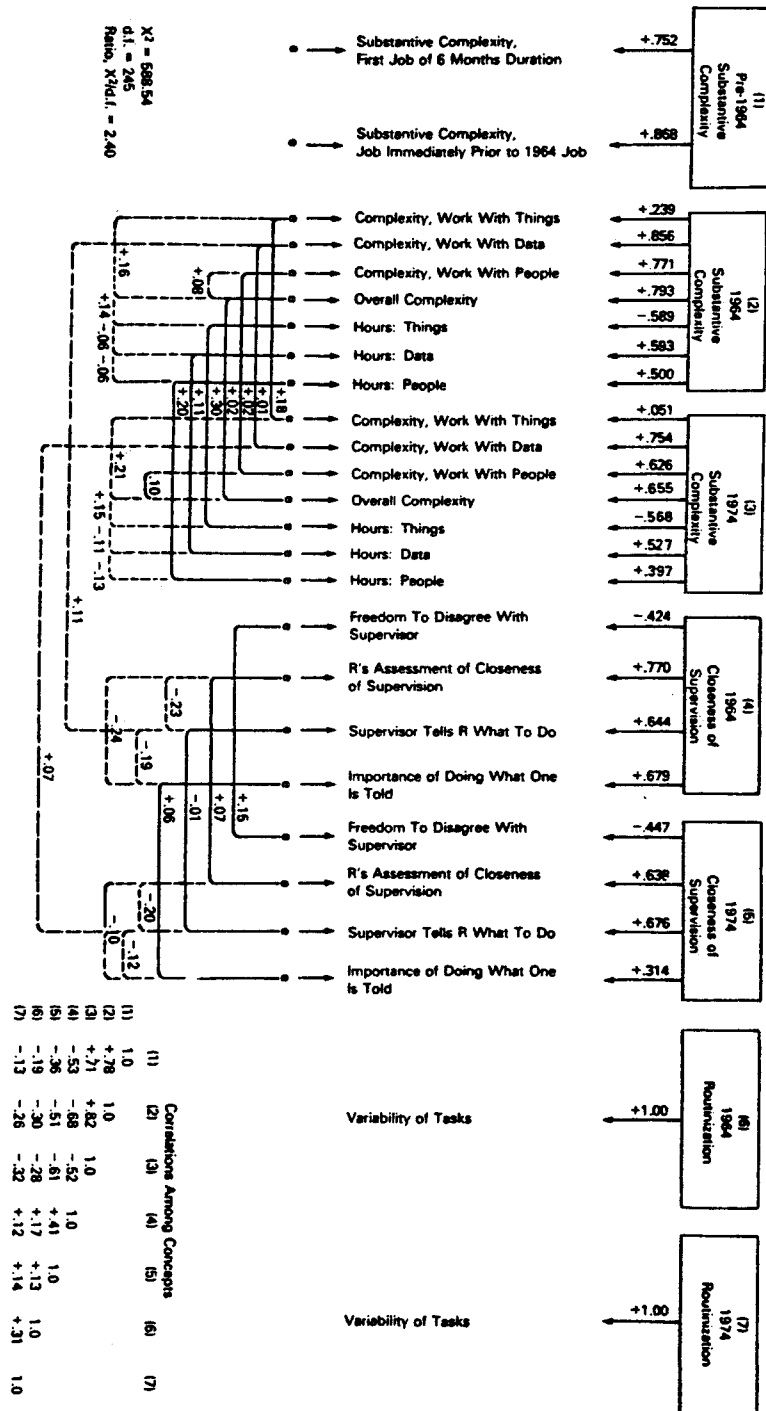 (1)
Pre-1964
Substantive
Complexity
+.752
Substantive Complexity,
First Job of 6 Months Duration
+.868
Substantive Complexity,
Job Immediately Prior to 1964 Job
X² = 588.54
d.f. = 245
Ratio, X²/d.f. = 2.40
(2)
1964
Substantive
Complexity
+.239
Complexity, Work With Things
+.856
Complexity, Work With Data
+.771
Complexity, Work With People
+.793
Overall Complexity
-.589
Hours: Things
+.593
Hours: Data
+.500
Hours: People
+.16
+.08
+.14
-.06
-.06
(3)
1974
Substantive
Complexity
+.051
Complexity, Work With Things
+.754
Complexity, Work With Data
+.626
Complexity, Work With People
+.655
Overall Complexity
-.568
Hours: Things
+.527
Hours: Data
+.397
Hours: People
+.18
+.01
+.02
+.02
+.30
+.11
+.20
+.21
.10
+.15
-.11
-.13
+.11
+.07
(4)
1964
Closeness of
Supervision
-.424
Freedom To Disagree With
Supervisor
+.770
R's Assessment of Closeness
of Supervision
+.644
Supervisor Tells R What To Do
+.679
Importance of Doing What One
Is Told
-.23
-.24
-.19
+.15
+.07
-.01
+.06
(5)
1974
Closeness of
Supervision
-.447
Freedom To Disagree With
Supervisor
+.638
R's Assessment of Closeness
of Supervision
+.676
Supervisor Tells R What To Do
+.314
Importance of Doing What One
Is Told
-.20
-.10
-.12
(6)
1964
Routinization
+1.00
Variability of Tasks
(7)
1974
Routinization
+1.00
Variability of Tasks
Correlations Among Concepts
(1) (2) (3) (4) (5) (6) (7)
(1) 1.0
(2) +.78 1.0
(3) +.71 +.82 1.0
(4) -.53 -.68 -.52 1.0
(5) -.36 -.51 -.61 +.41 1.0
(6) -.19 -.30 -.28 +.17 +.13 1.0
(7) -.13 -.26 -.32 +.12 +.14 +.31 1.0